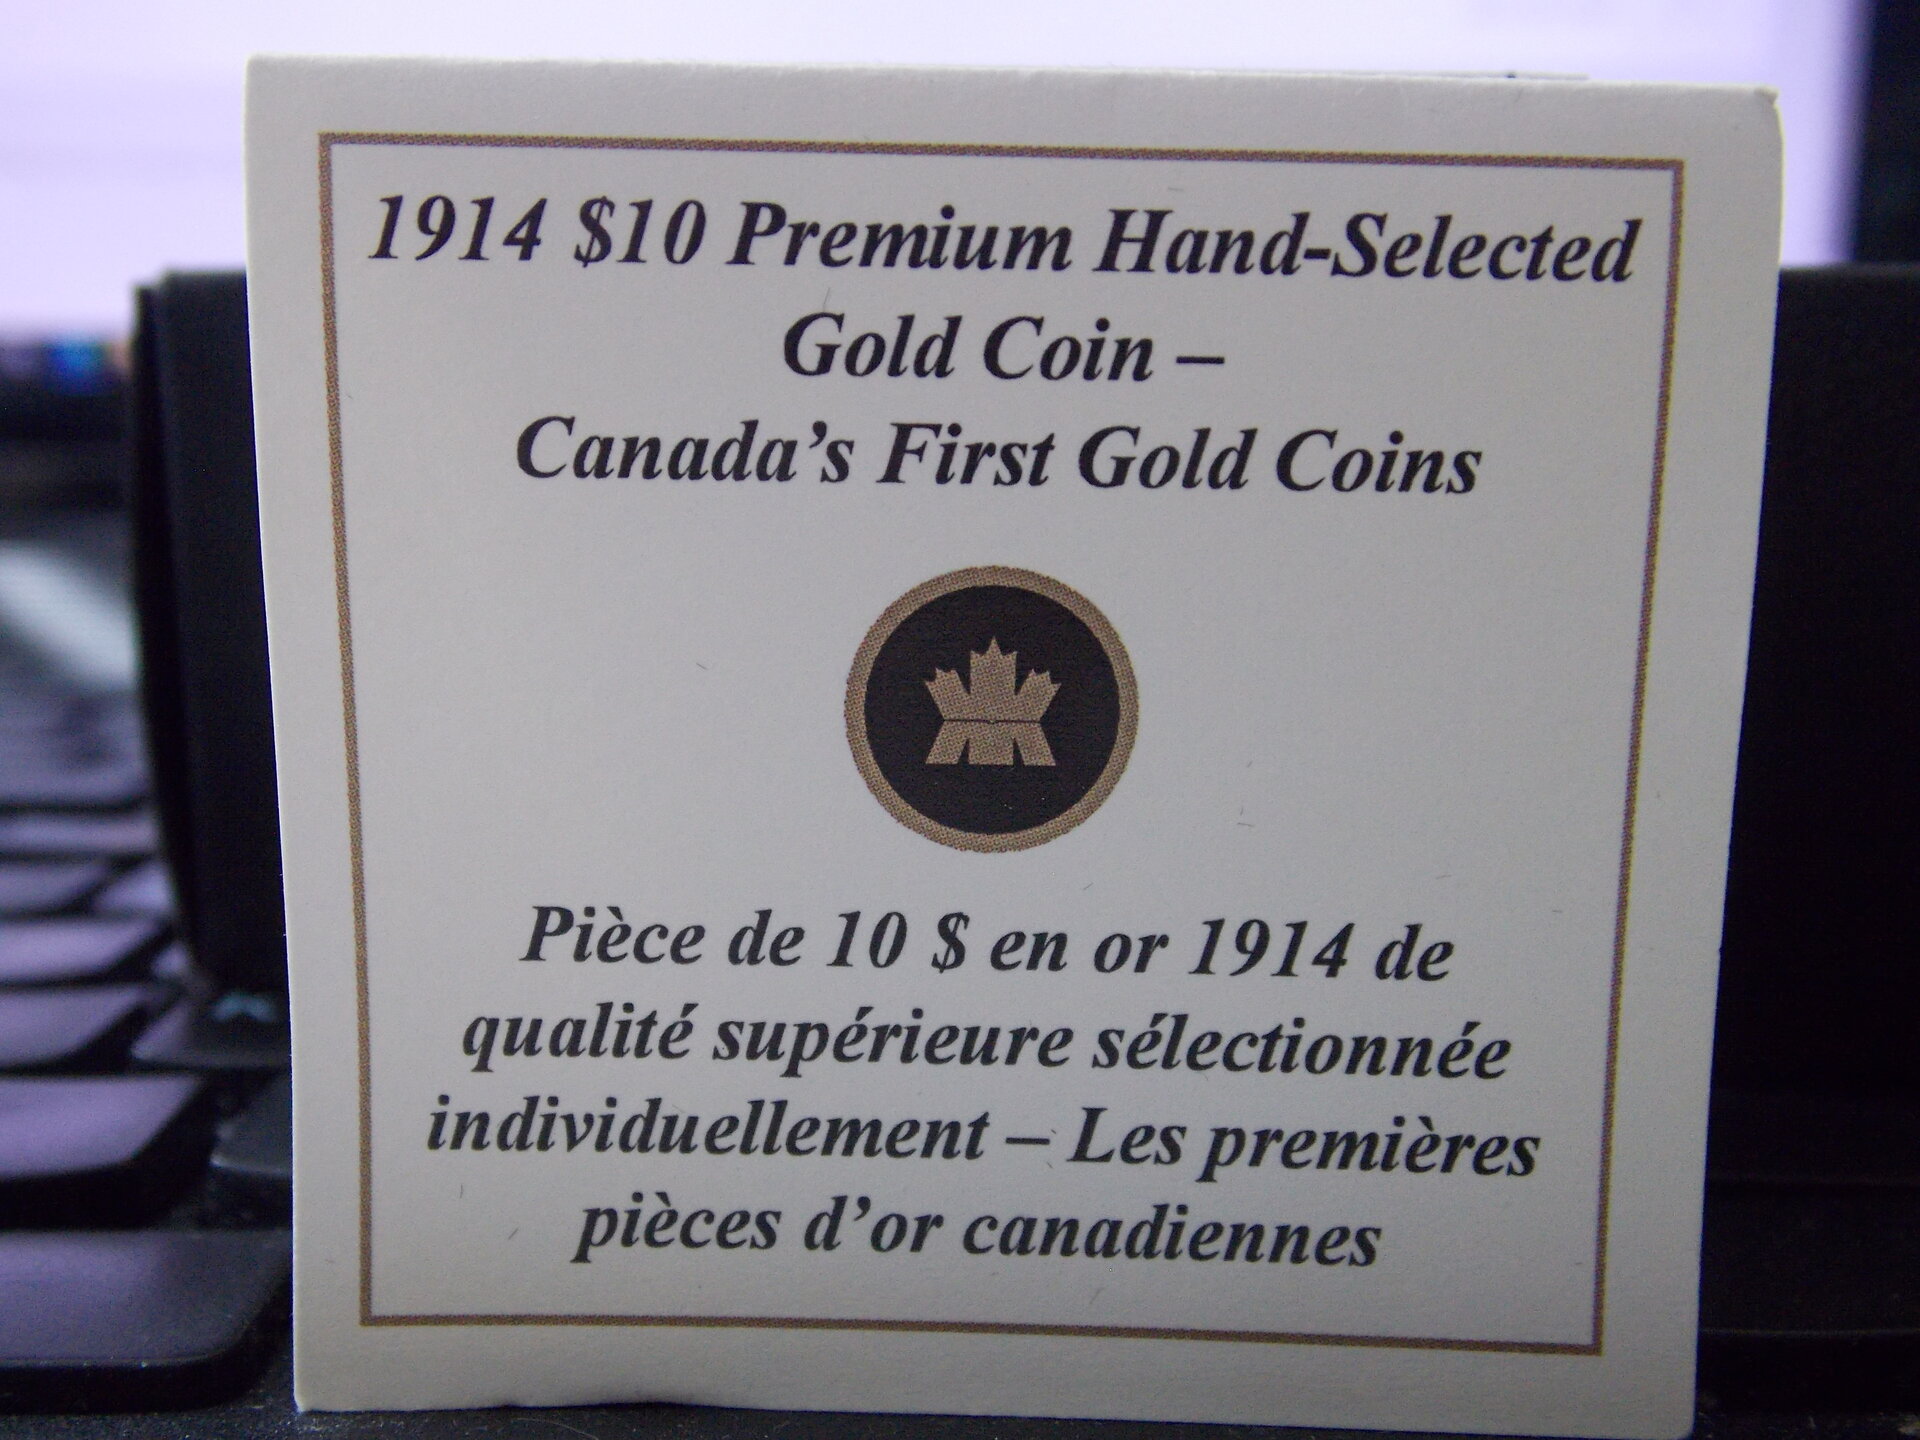 1914 $10 Premium Hand-Selected
Gold Coin –
Canada’s First Gold Coins
Pièce de 10 $ en or 1914 de
qualité supérieure sélectionnée
individuellement – Les premières
pièces d’or canadiennes